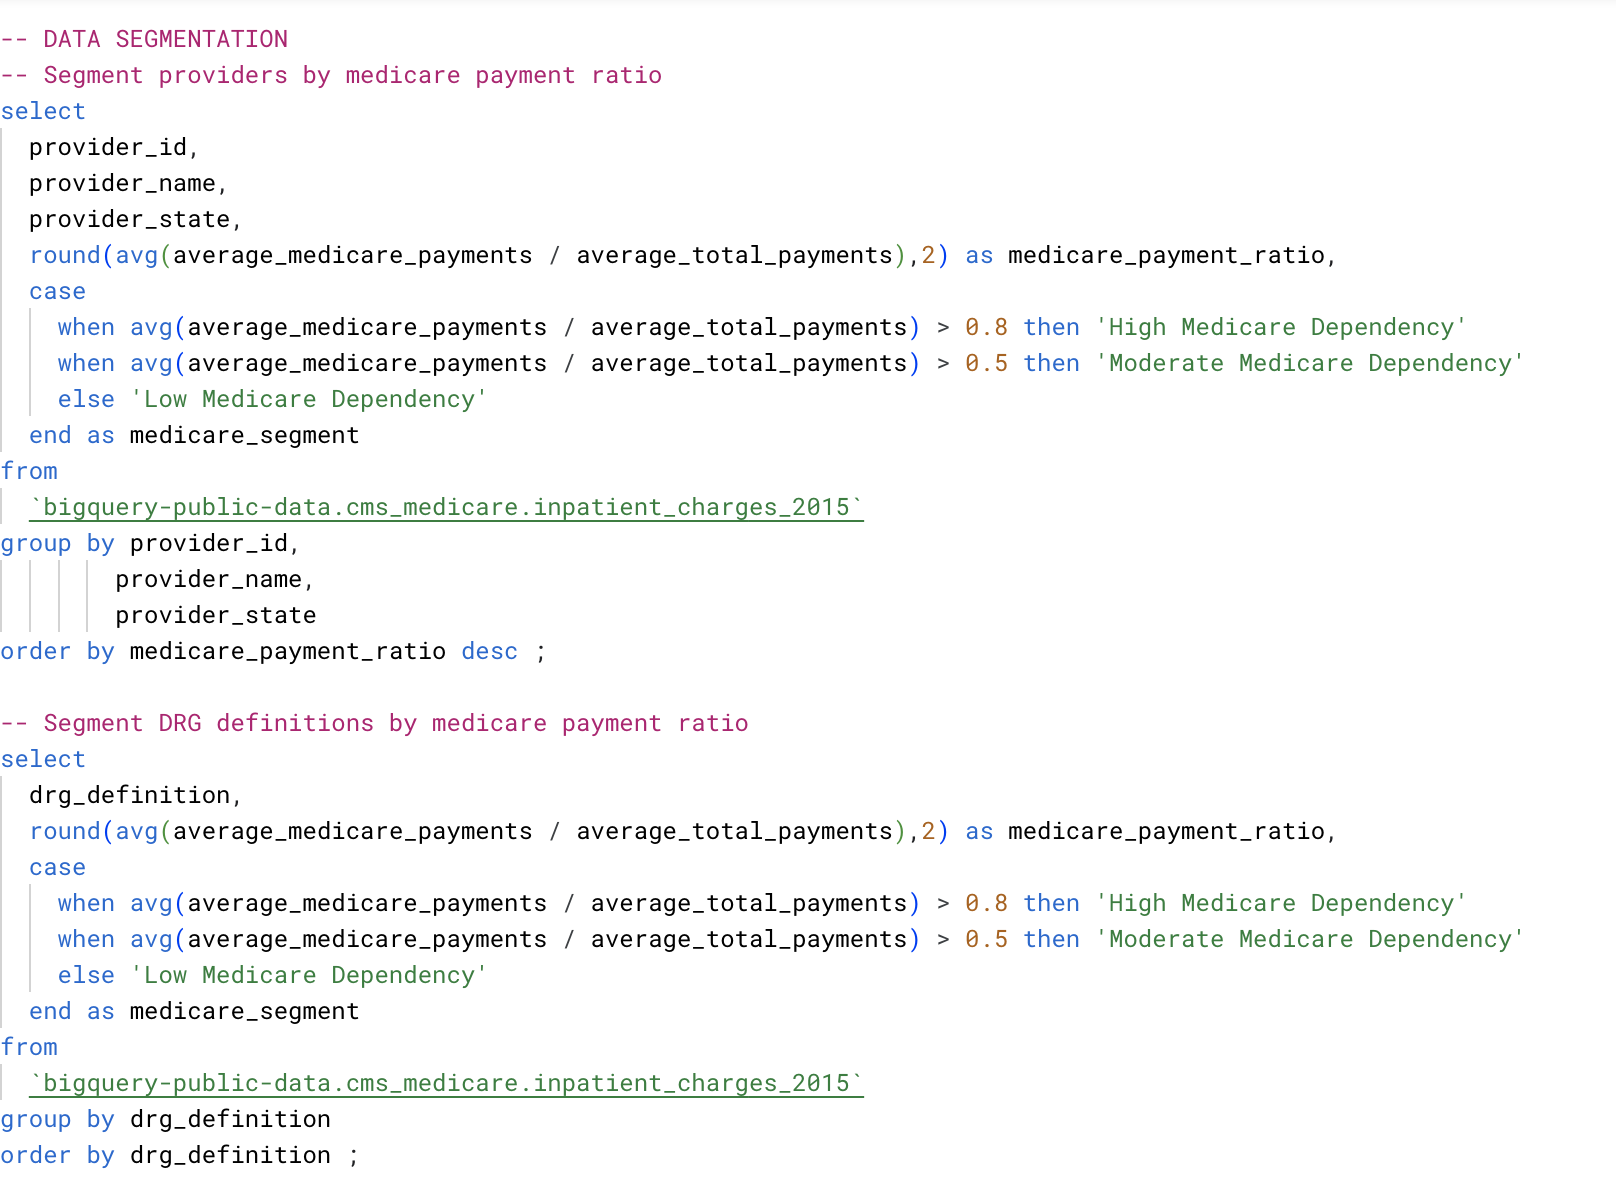 -- DATA SEGMENTATION
-- Segment providers by medicare payment ratio
select
  provider_id,
  provider_name,
  provider_state,
  round(avg(average_medicare_payments / average_total_payments),2) as medicare_payment_ratio,
  case
    when avg(average_medicare_payments / average_total_payments) > 0.8 then 'High Medicare Dependency'
    when avg(average_medicare_payments / average_total_payments) > 0.5 then 'Moderate Medicare Dependency'
    else 'Low Medicare Dependency'
  end as medicare_segment
from
  `bigquery-public-data.cms_medicare.inpatient_charges_2015`
group by provider_id,
        provider_name,
        provider_state
order by medicare_payment_ratio desc ;

-- Segment DRG definitions by medicare payment ratio
select
  drg_definition,
  round(avg(average_medicare_payments / average_total_payments),2) as medicare_payment_ratio,
  case
    when avg(average_medicare_payments / average_total_payments) > 0.8 then 'High Medicare Dependency'
    when avg(average_medicare_payments / average_total_payments) > 0.5 then 'Moderate Medicare Dependency'
    else 'Low Medicare Dependency'
  end as medicare_segment
from
  `bigquery-public-data.cms_medicare.inpatient_charges_2015`
group by drg_definition
order by drg_definition ;